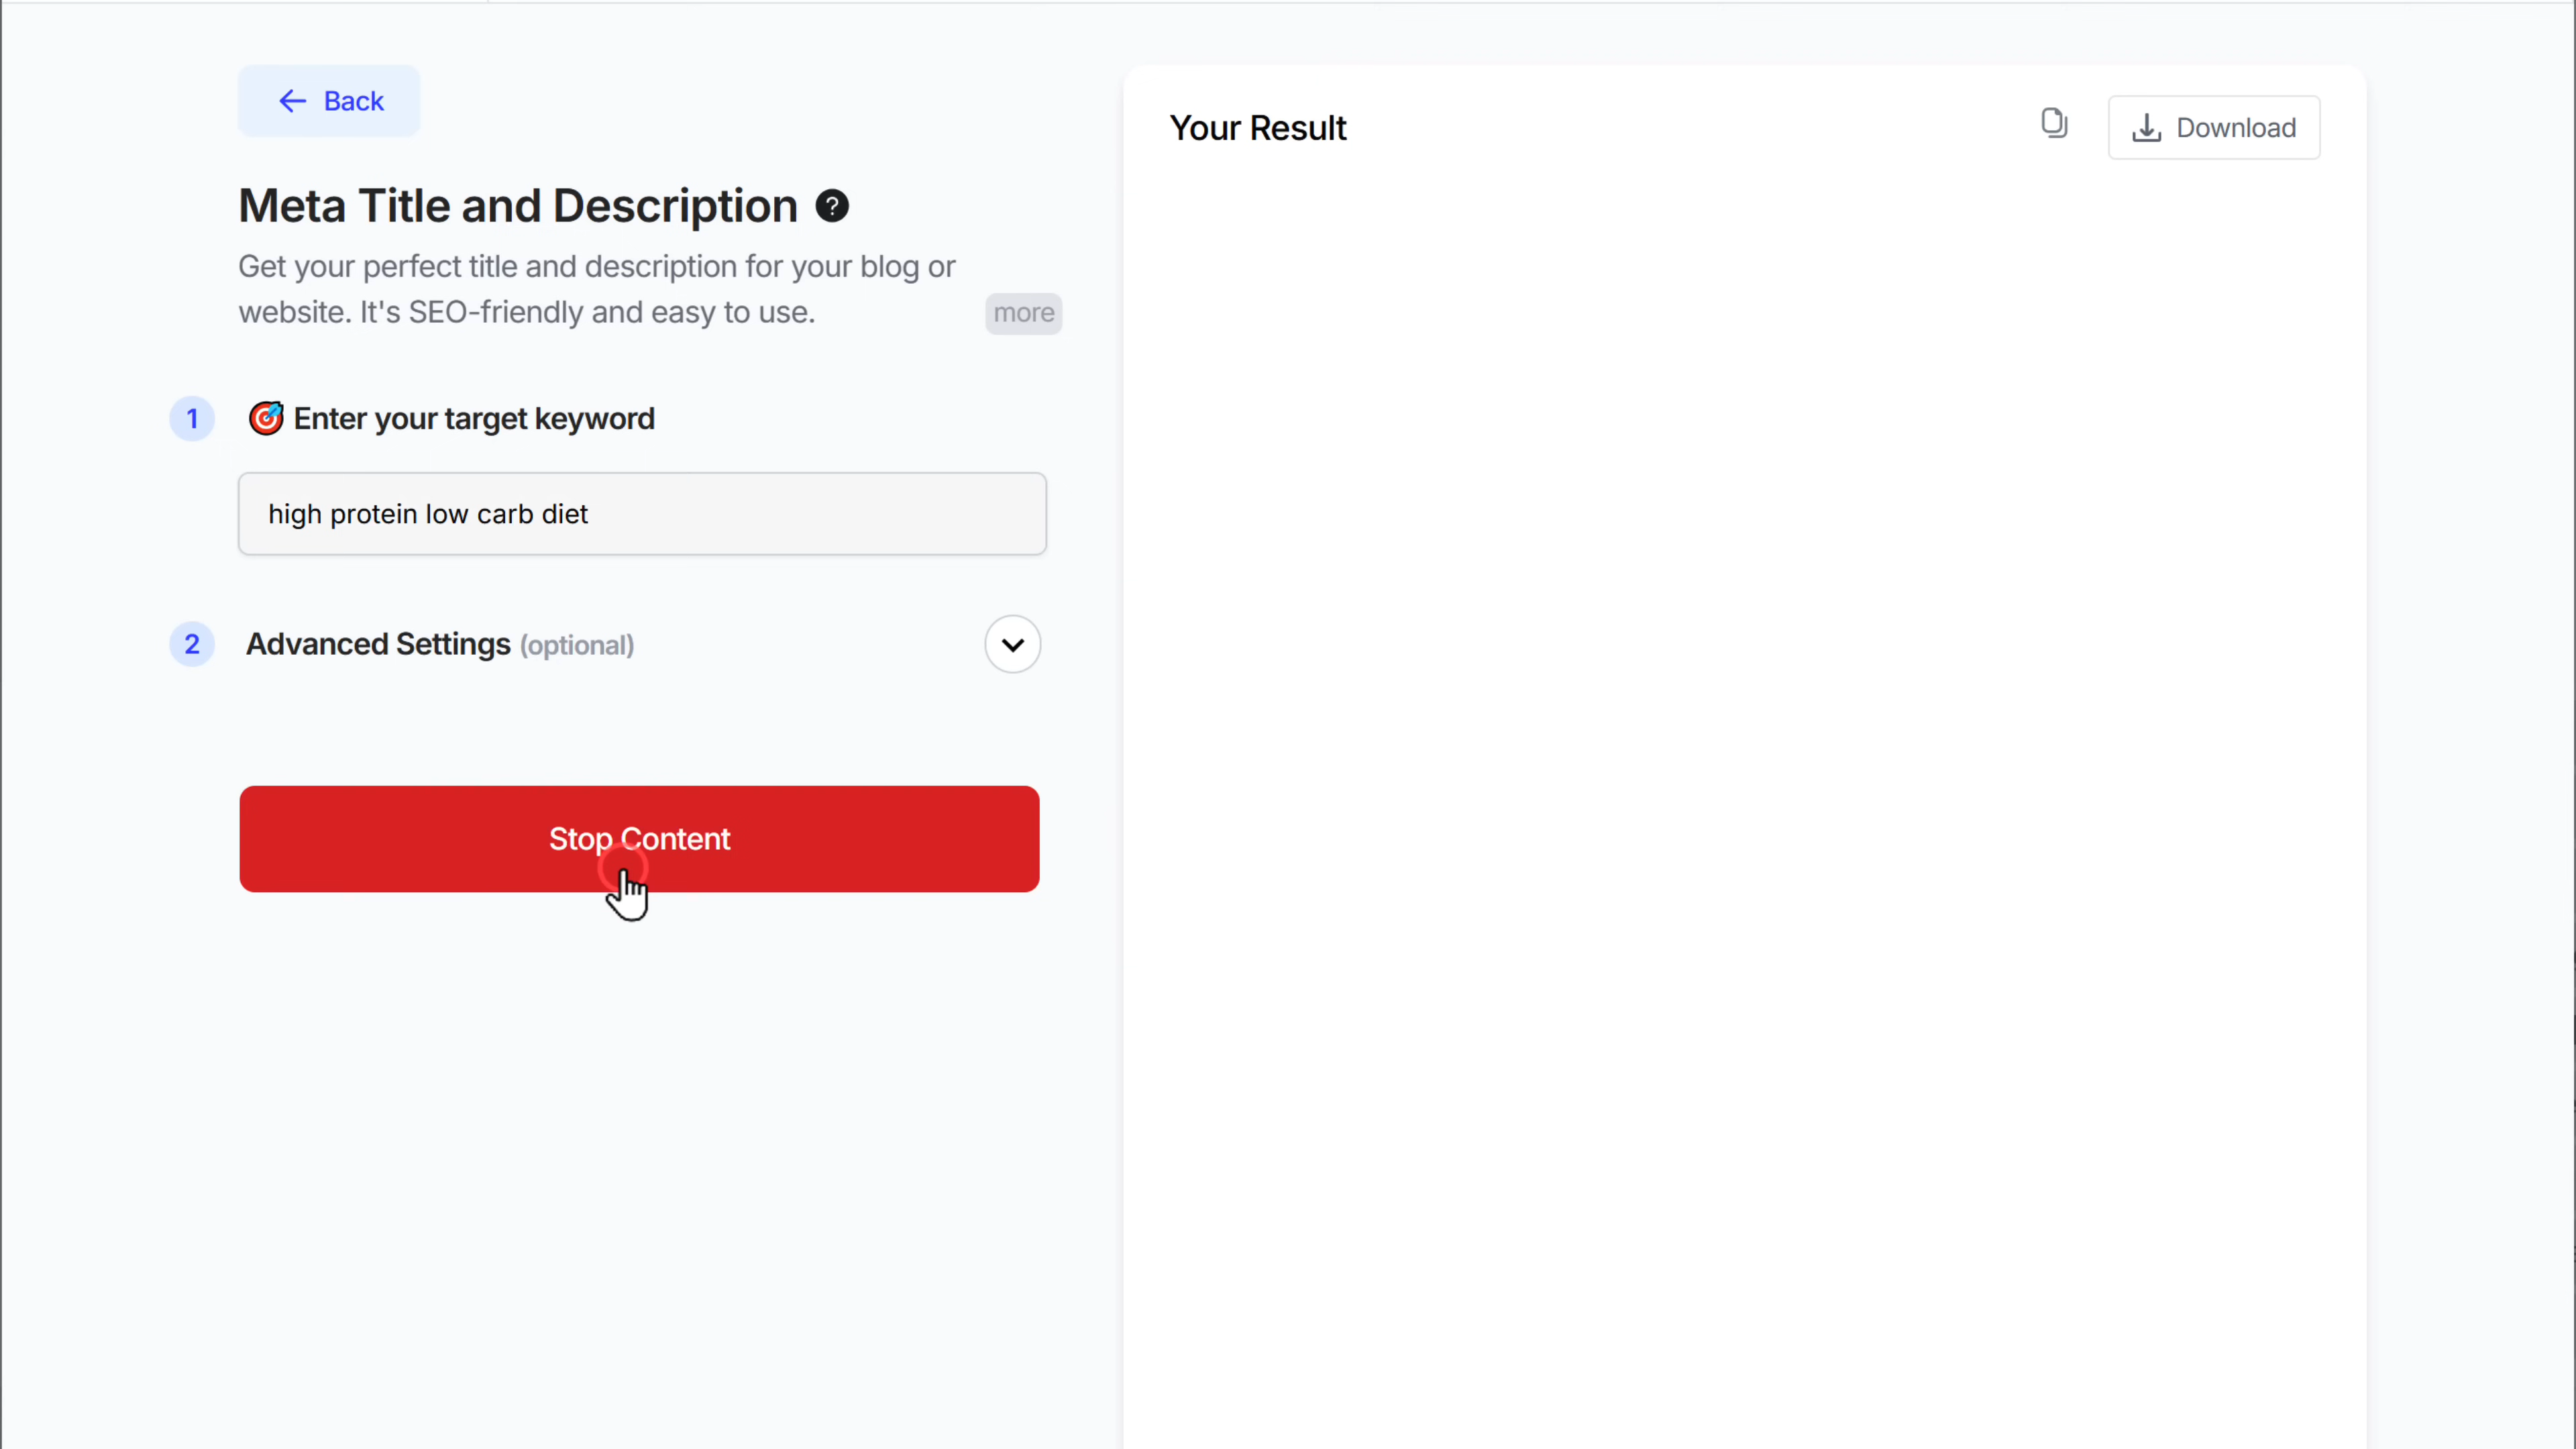 Back
Meta Title and Description ?
Get your perfect title and description for your blog or
website. It's SEO-friendly and easy to use.
more
1 Enter your target keyword
high protein low carb diet
2 Advanced Settings (optional)
Stop Content
Your Result
Download